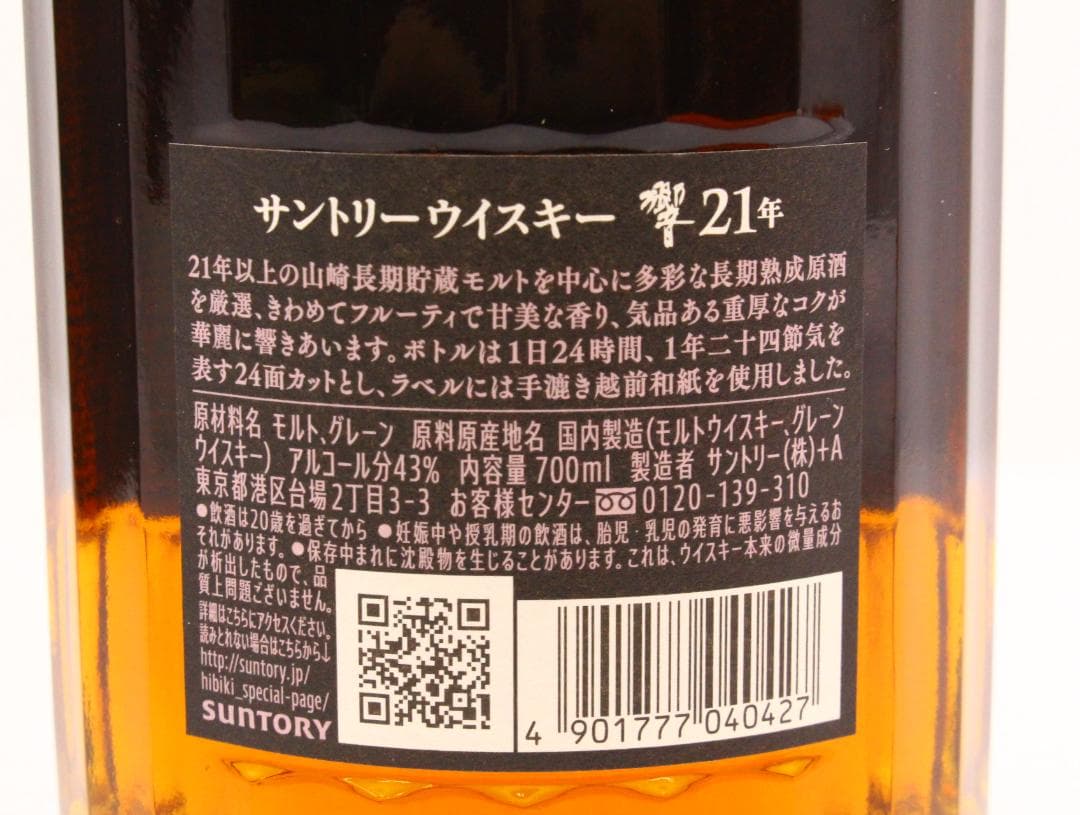 サントリーウイスキー 響 21年
21年以上の山崎長期貯蔵モルトを中心に多彩な長期熟成原酒
を厳選、きわめてフルーティで甘美な香り、気品ある重厚なコクが
華麗に響きあいます。ボトルは1日24時間、1年二十四節気を
表す24面カットとし、ラベルには手漉き越前和紙を使用しました。
原材料名 モルト、グレーン 原料原産地名 国内製造(モルトウイスキー、グレーン
ウイスキー) アルコール分43% 内容量 700ml 製造者 サントリー(株)+A
東京都港区台場2丁目3-3 お客様センター 0120-139-310
●飲酒は20歳を過ぎてから ●妊娠中や授乳期の飲酒は、胎児・乳児の発育に悪影響を与えるお
それがあります。●保存中まれに沈殿物を生じることがあります。これは、ウイスキー本来の微量成分
が析出したもので、品
質上問題ございません。
詳細はこちらにアクセスください。
読みとれない場合はこちらから↓
http://suntory.jp/
hibiki_special-page/
SUNTORY
4 901777 040427